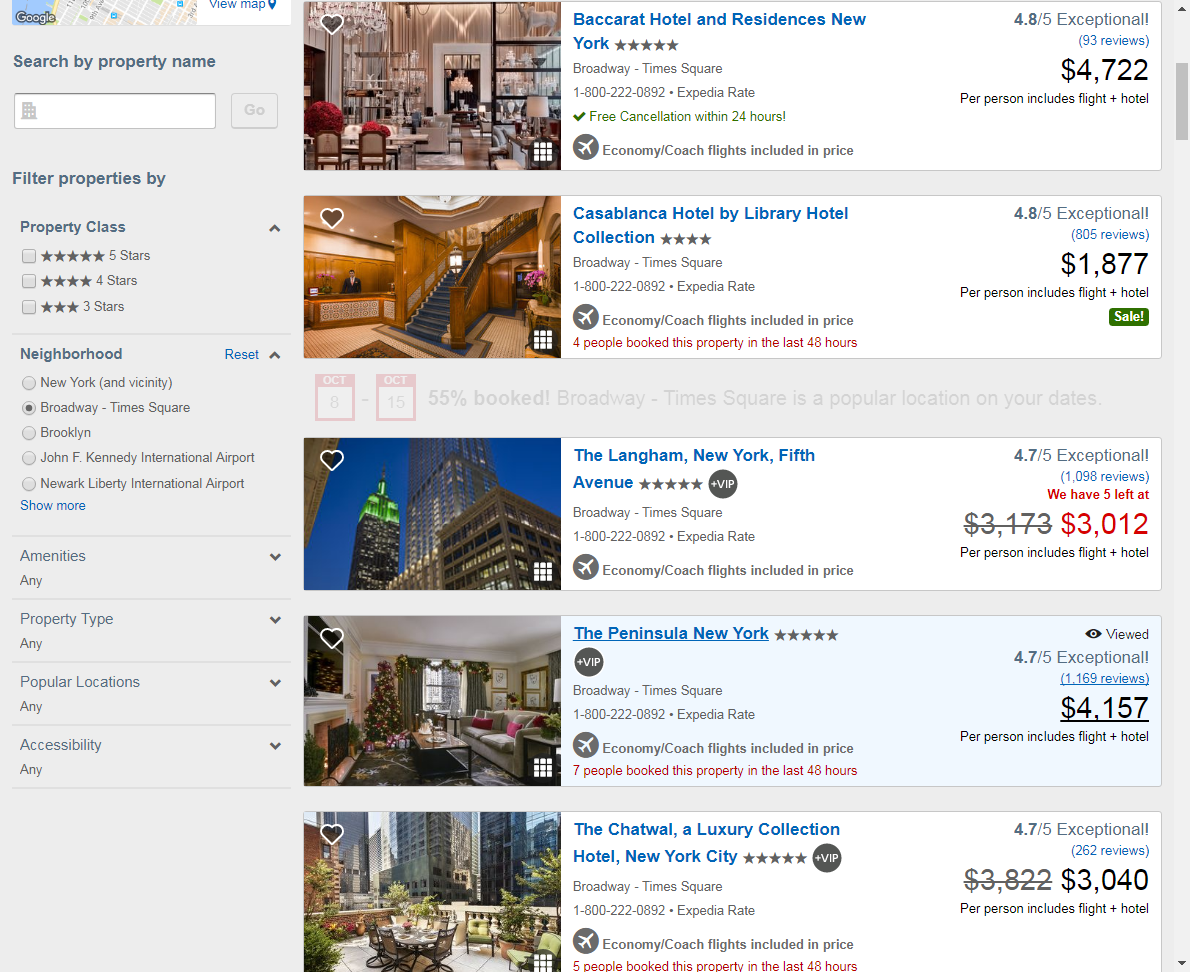 Google
View map
Search by property name
Go
Filter properties by
Property Class
5 Stars
4 Stars
3 Stars
Neighborhood Reset
New York (and vicinity)
Broadway - Times Square
Brooklyn
John F. Kennedy International Airport
Newark Liberty International Airport
Show more
Amenities
Any
Property Type
Any
Popular Locations
Any
Accessibility
Any
Baccarat Hotel and Residences New
York ★★★★★
Broadway - Times Square
1-800-222-0892 • Expedia Rate
Free Cancellation within 24 hours!
Economy/Coach flights included in price
4.8/5 Exceptional!
(93 reviews)
$4,722
Per person includes flight + hotel
Casablanca Hotel by Library Hotel
Collection ★★★★
Broadway - Times Square
1-800-222-0892 • Expedia Rate
Economy/Coach flights included in price
4 people booked this property in the last 48 hours
4.8/5 Exceptional!
(805 reviews)
$1,877
Per person includes flight + hotel
Sale!
OCT 8 - OCT 15 55% booked! Broadway - Times Square is a popular location on your dates.
The Langham, New York, Fifth
Avenue ★★★★★ +VIP
Broadway - Times Square
1-800-222-0892 • Expedia Rate
Economy/Coach flights included in price
4.7/5 Exceptional!
(1,098 reviews)
We have 5 left at
$3,173 $3,012
Per person includes flight + hotel
The Peninsula New York ★★★★★
+VIP
Broadway - Times Square
1-800-222-0892 • Expedia Rate
Economy/Coach flights included in price
7 people booked this property in the last 48 hours
Viewed
4.7/5 Exceptional!
(1,169 reviews)
$4,157
Per person includes flight + hotel
The Chatwal, a Luxury Collection
Hotel, New York City ★★★★★ +VIP
Broadway - Times Square
1-800-222-0892 • Expedia Rate
Economy/Coach flights included in price
5 people booked this property in the last 48 hours
4.7/5 Exceptional!
(262 reviews)
$3,822 $3,040
Per person includes flight + hotel